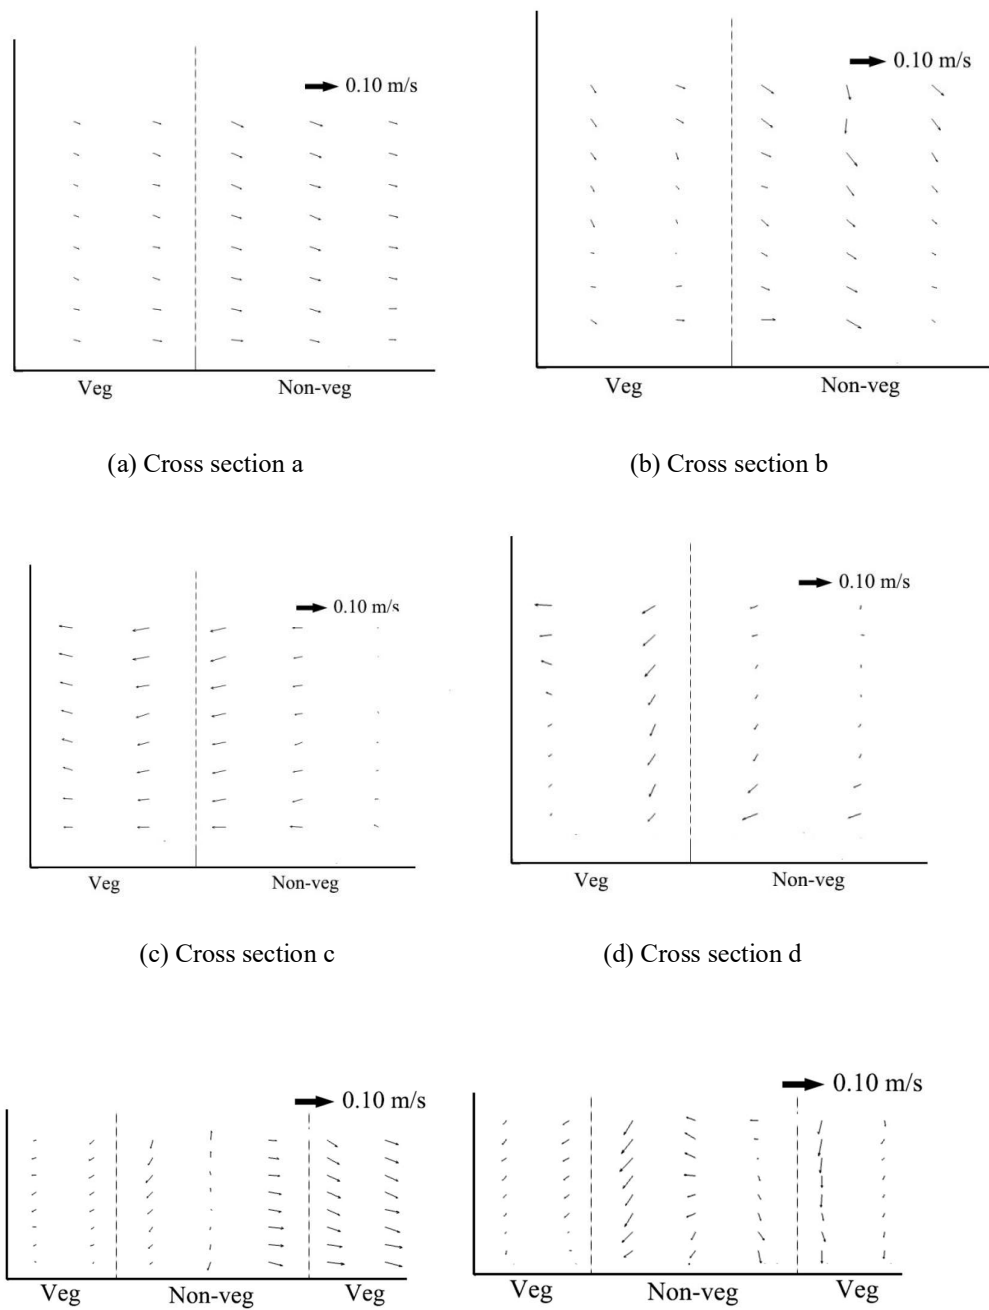 0.10 m/s
Veg Non-veg
(a) Cross section a
0.10 m/s
Veg Non-veg
(b) Cross section b
0.10 m/s
Veg Non-veg
(c) Cross section c
0.10 m/s
Veg Non-veg
(d) Cross section d
0.10 m/s
Veg Non-veg Veg
0.10 m/s
Veg Non-veg Veg